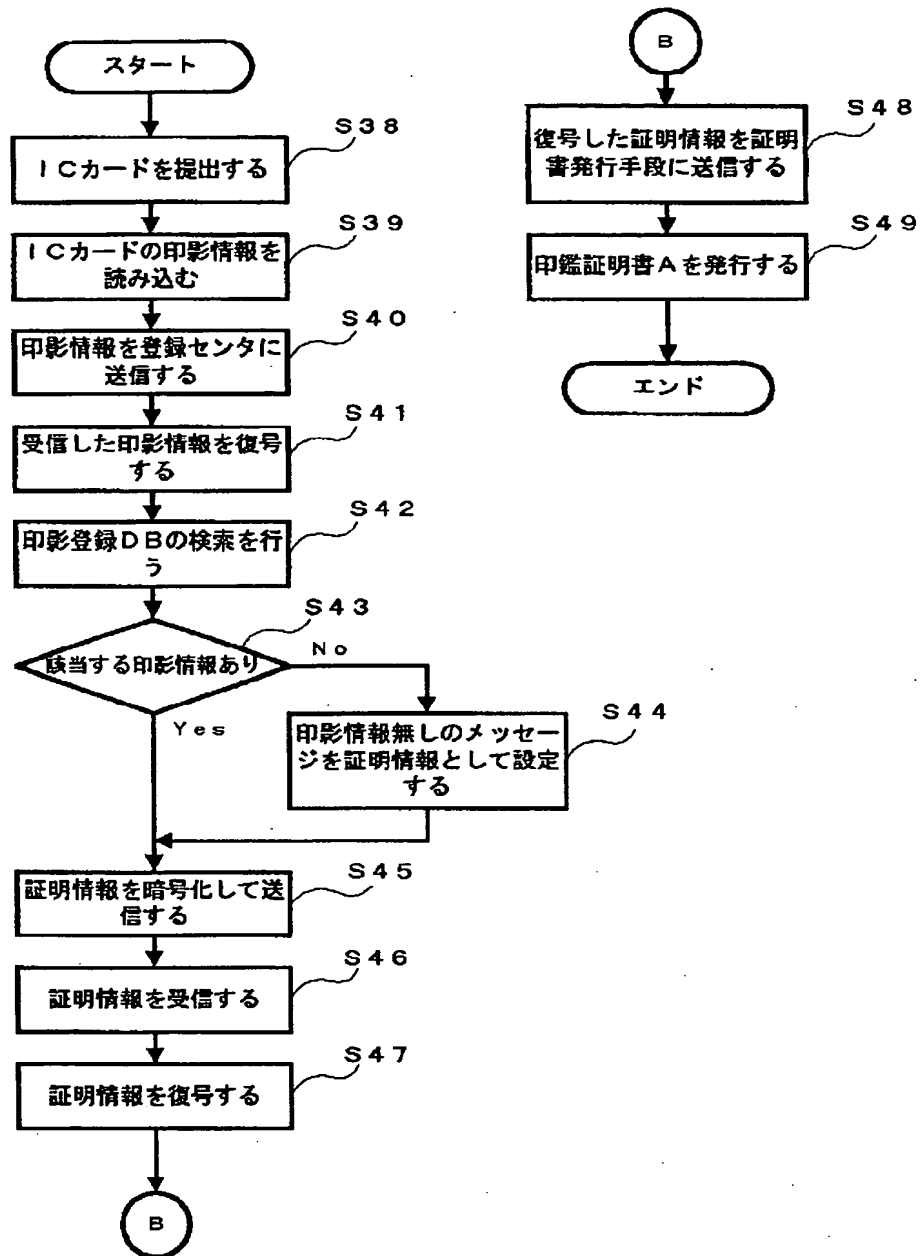 スタート
S38
ICカードを提出する
S39
ICカードの印影情報を
読み込む
S40
印影情報を登録センタに
送信する
S41
受信した印影情報を復号
する
S42
印影登録DBの検索を行
う
S43
該当する印影情報あり
No
Yes
S44
印影情報無しのメッセー
ジを証明情報として設定
する
S45
証明情報を暗号化して送
信する
S46
証明情報を受信する
S47
証明情報を復号する
B
B
S48
復号した証明情報を証明
書発行手段に送信する
S49
印鑑証明書Aを発行する
エンド